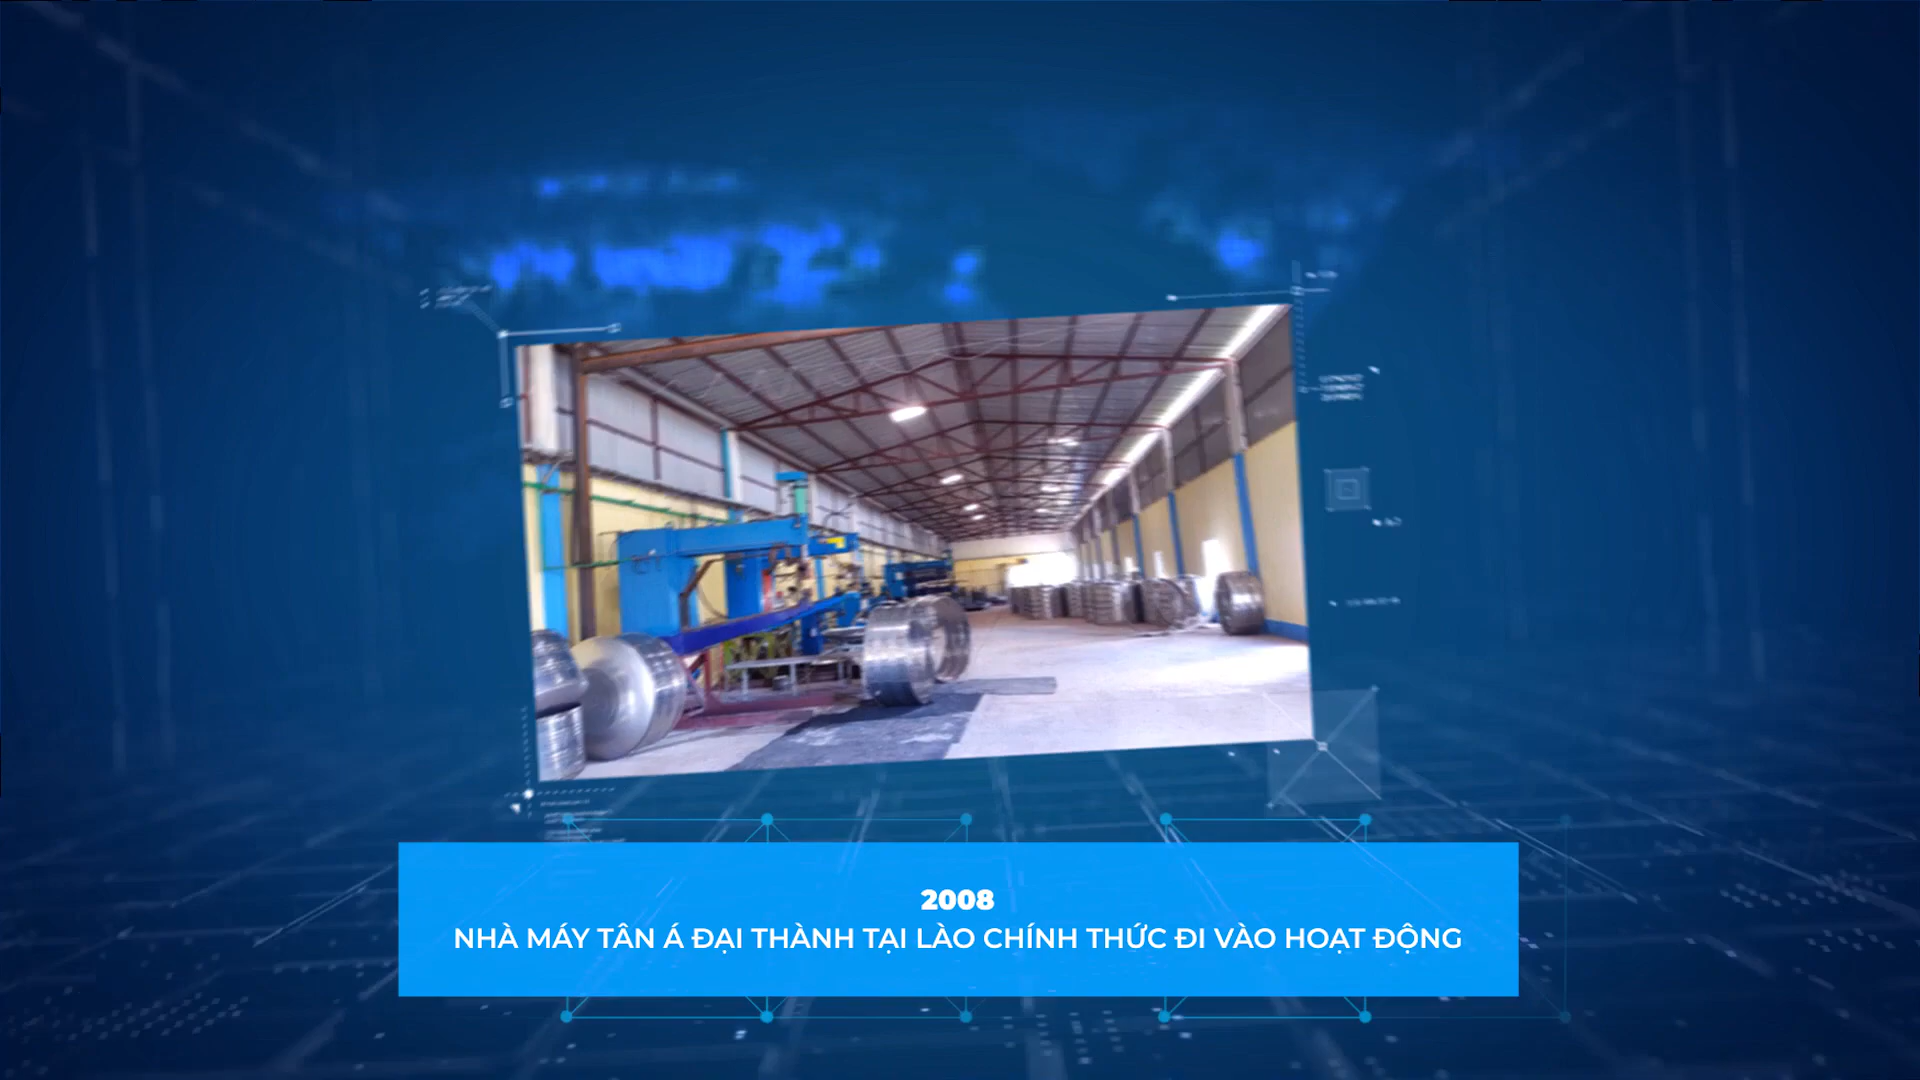 2008
NHÀ MÁY TÂN Á ĐẠI THÀNH TẠI LÀO CHÍNH THỨC ĐI VÀO HOẠT ĐỘNG